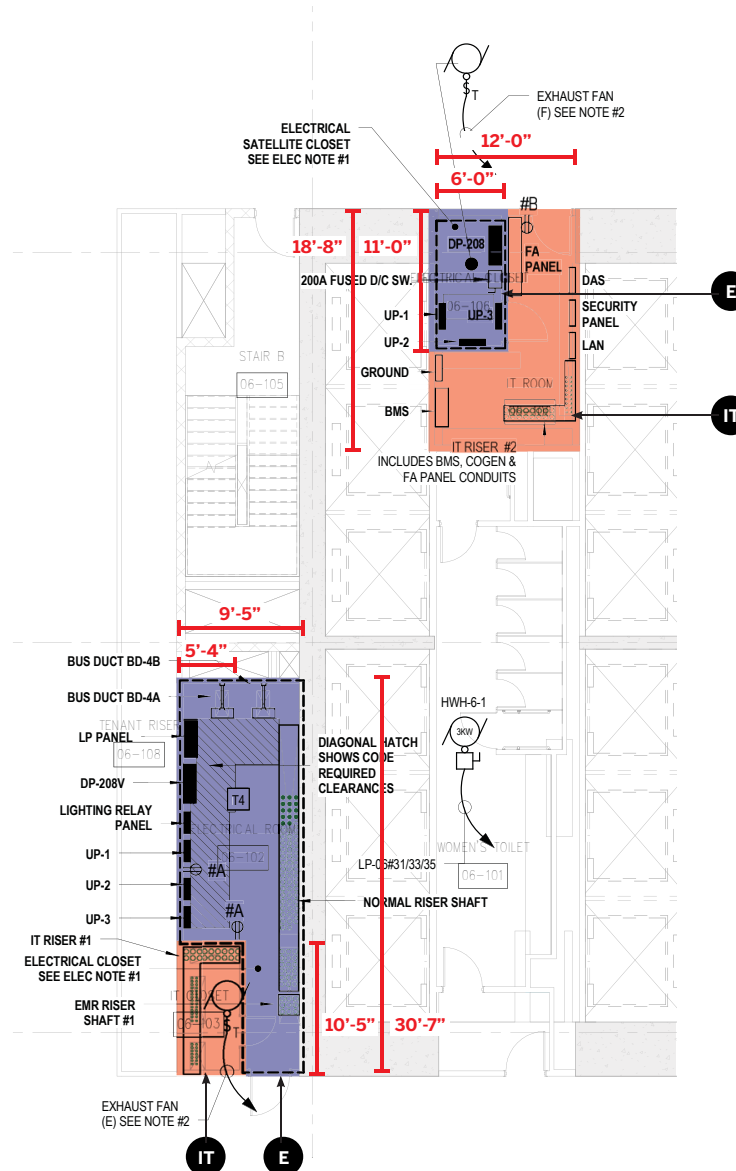 EXHAUST FAN
(F) SEE NOTE #2
S
T
ELECTRICAL
SATELLITE CLOSET
SEE ELEC NOTE #1
12'-0”
6'-0”
#B
18'-8”
11'-0”
DP-208
FA
PANEL
200A FUSED D/C SW.
ELECTRICAL CLOSET
06-106
DAS
E
UP-1
UP-3
SECURITY
PANEL
UP-2
LAN
STAIR B
06-105
GROUND
IT ROOM
BMS
IT
IT RISER #2
INCLUDES BMS, COGEN &
FA PANEL CONDUITS
9'-5”
5'-4”
BUS DUCT BD-4B
BUS DUCT BD-4A
HWH-6-1
3KW
TENANT RISER
LP PANEL
06-108
DIAGONAL HATCH
SHOWS CODE
REQUIRED
CLEARANCES
DP-208V
T4
LIGHTING RELAY
PANEL
ELECTRICAL ROOM
06-102
UP-1
WOMEN'S TOILET
06-101
LP-06#31/33/35
#A
UP-2
NORMAL RISER SHAFT
#A
UP-3
IT RISER #1
ELECTRICAL CLOSET
SEE ELEC NOTE #1
IT CLOSET
EMR RISER
SHAFT #1
06-103
S
T
10'-5”
30'-7”
EXHAUST FAN
(E) SEE NOTE #2
IT
E